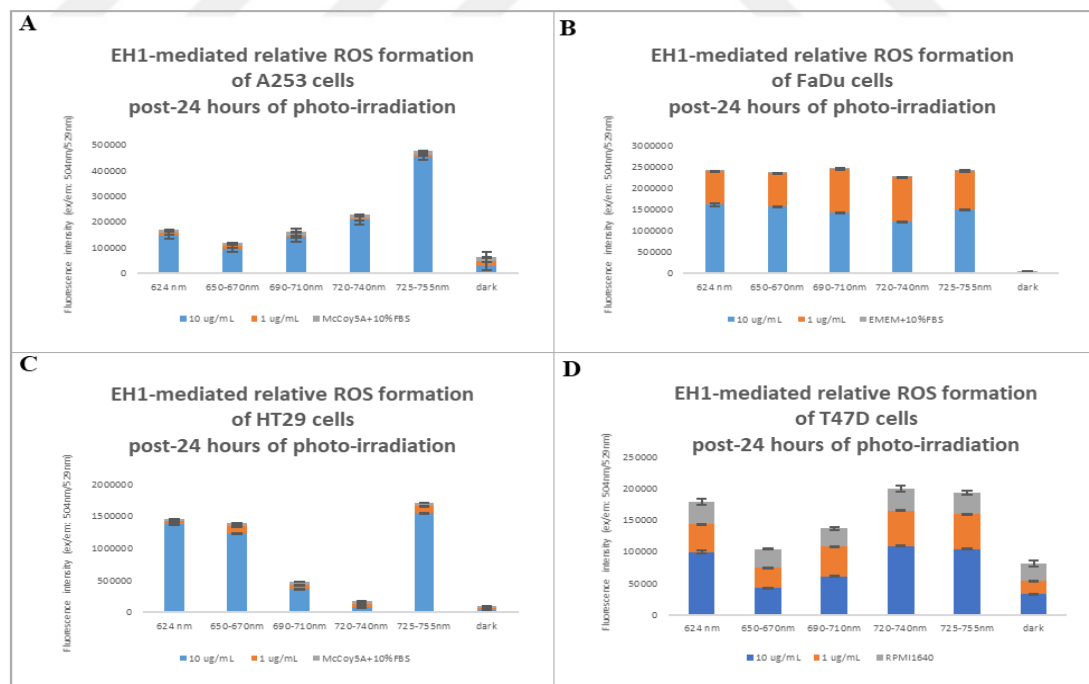 A
EH1-mediated relative ROS formation
of A253 cells
post-24 hours of photo-irradiation
Fluorescence intensity (ex/em: 504nm/529nm)
500000
400000
300000
200000
100000
0
624 nm 650-670nm 690-710nm 720-740nm 725-755nm dark
10 ug/mL 1 ug/mL McCoy5A+10%FBS
B
EH1-mediated relative ROS formation
of FaDu cells
post-24 hours of photo-irradiation
Fluorescence intensity (ex/em: 504nm/529nm)
3000000
2500000
2000000
1500000
1000000
500000
0
624 nm 650-670nm 690-710nm 720-740nm 725-755nm dark
10 ug/mL 1 ug/mL EMEM+10%FBS
C
EH1-mediated relative ROS formation
of HT29 cells
post-24 hours of photo-irradiation
Fluorescence intensity (ex/em: 504nm/529nm)
2000000
1500000
1000000
500000
0
624 nm 650-670nm 690-710nm 720-740nm 725-755nm dark
10 ug/mL 1 ug/mL McCoy5A+10%FBS
D
EH1-mediated relative ROS formation
of T47D cells
post-24 hours of photo-irradiation
Fluorescence intensity (ex/em: 504nm/529nm)
250000
200000
150000
100000
50000
0
624 nm 650-670nm 690-710nm 720-740nm 725-755nm dark
10 ug/mL 1 ug/mL RPMI1640